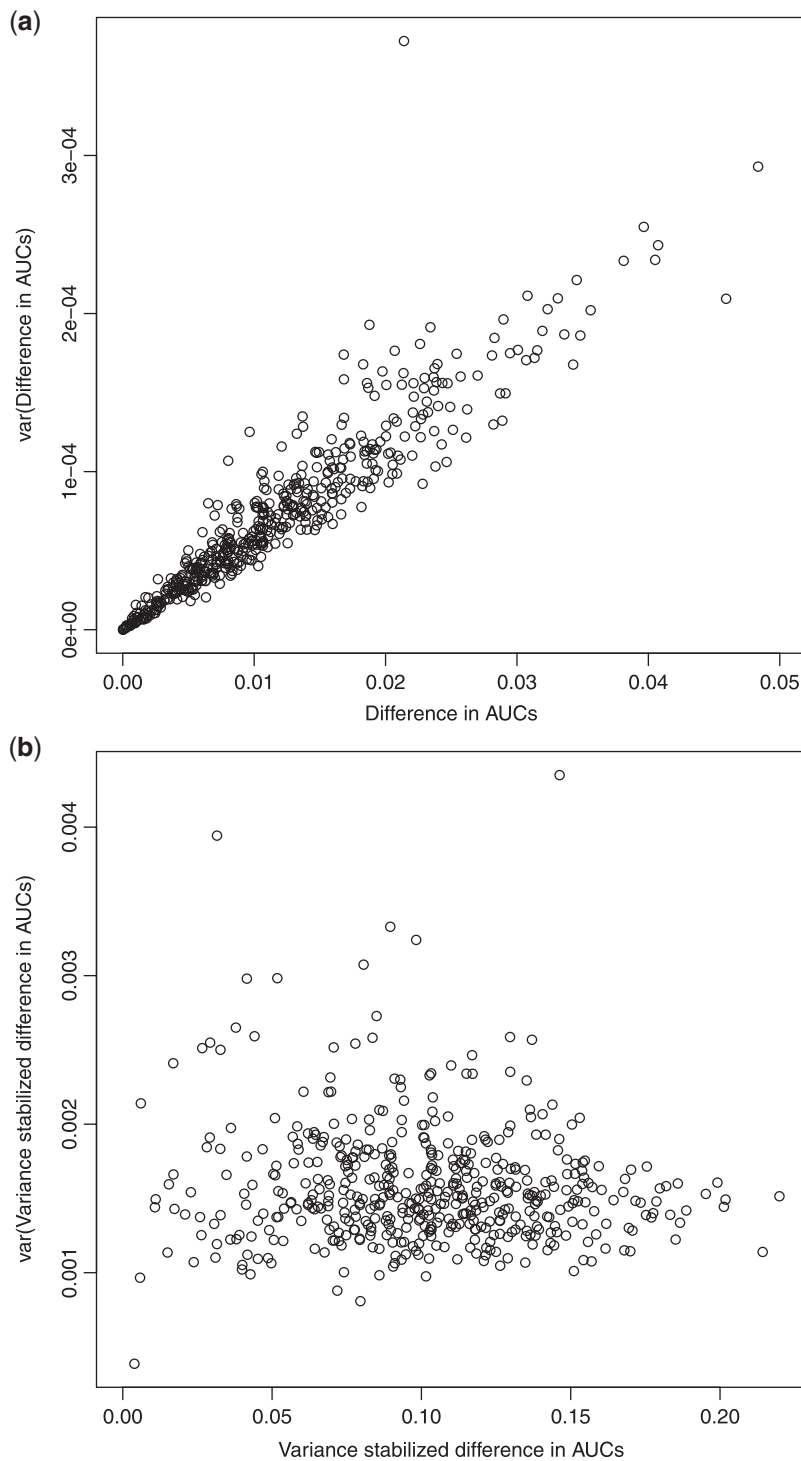 (a)
var(Difference in AUCs)
3e-04
2e-04
1e-04
0e+00
0.00 0.01 0.02 0.03 0.04 0.05
Difference in AUCs
(b)
var(Variance stabilized difference in AUCs)
0.004
0.003
0.002
0.001
0.00 0.05 0.10 0.15 0.20
Variance stabilized difference in AUCs